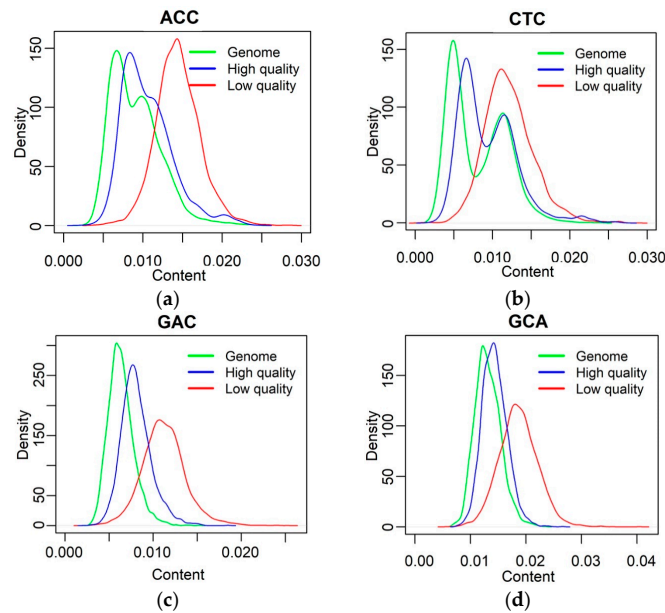 ACC
Density
0 50 100 150
Genome
High quality
Low quality
0.000 0.010 0.020 0.030
Content
(a)
CTC
Density
0 50 100 150
Genome
High quality
Low quality
0.000 0.010 0.020 0.030
Content
(b)
GAC
Density
0 50 150 250
Genome
High quality
Low quality
0.000 0.010 0.020
Content
(c)
GCA
Density
0 50 100 150
Genome
High quality
Low quality
0.00 0.01 0.02 0.03 0.04
Content
(d)